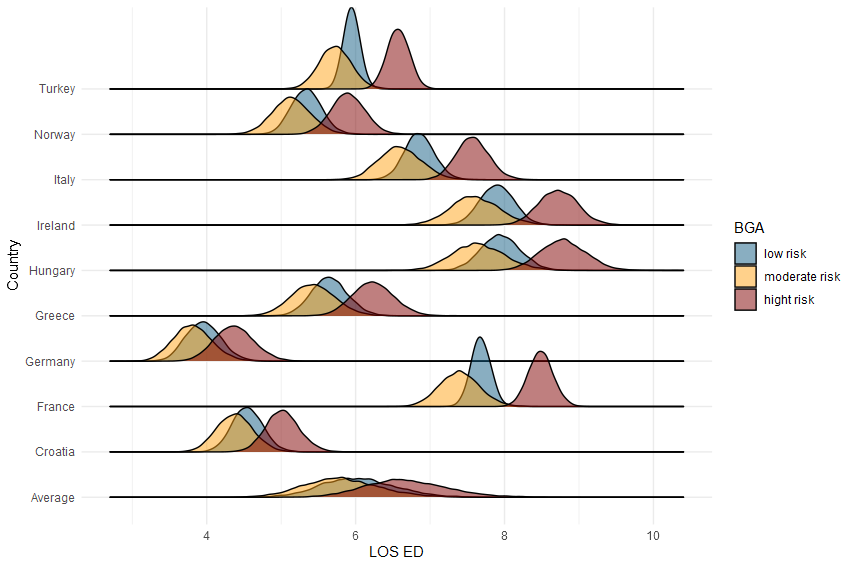 Turkey
Norway
Italy
Ireland
Hungary
Greece
Germany
France
Croatia
Average
Country
4 6 8 10
LOS ED
BGA
low risk
moderate risk
hight risk